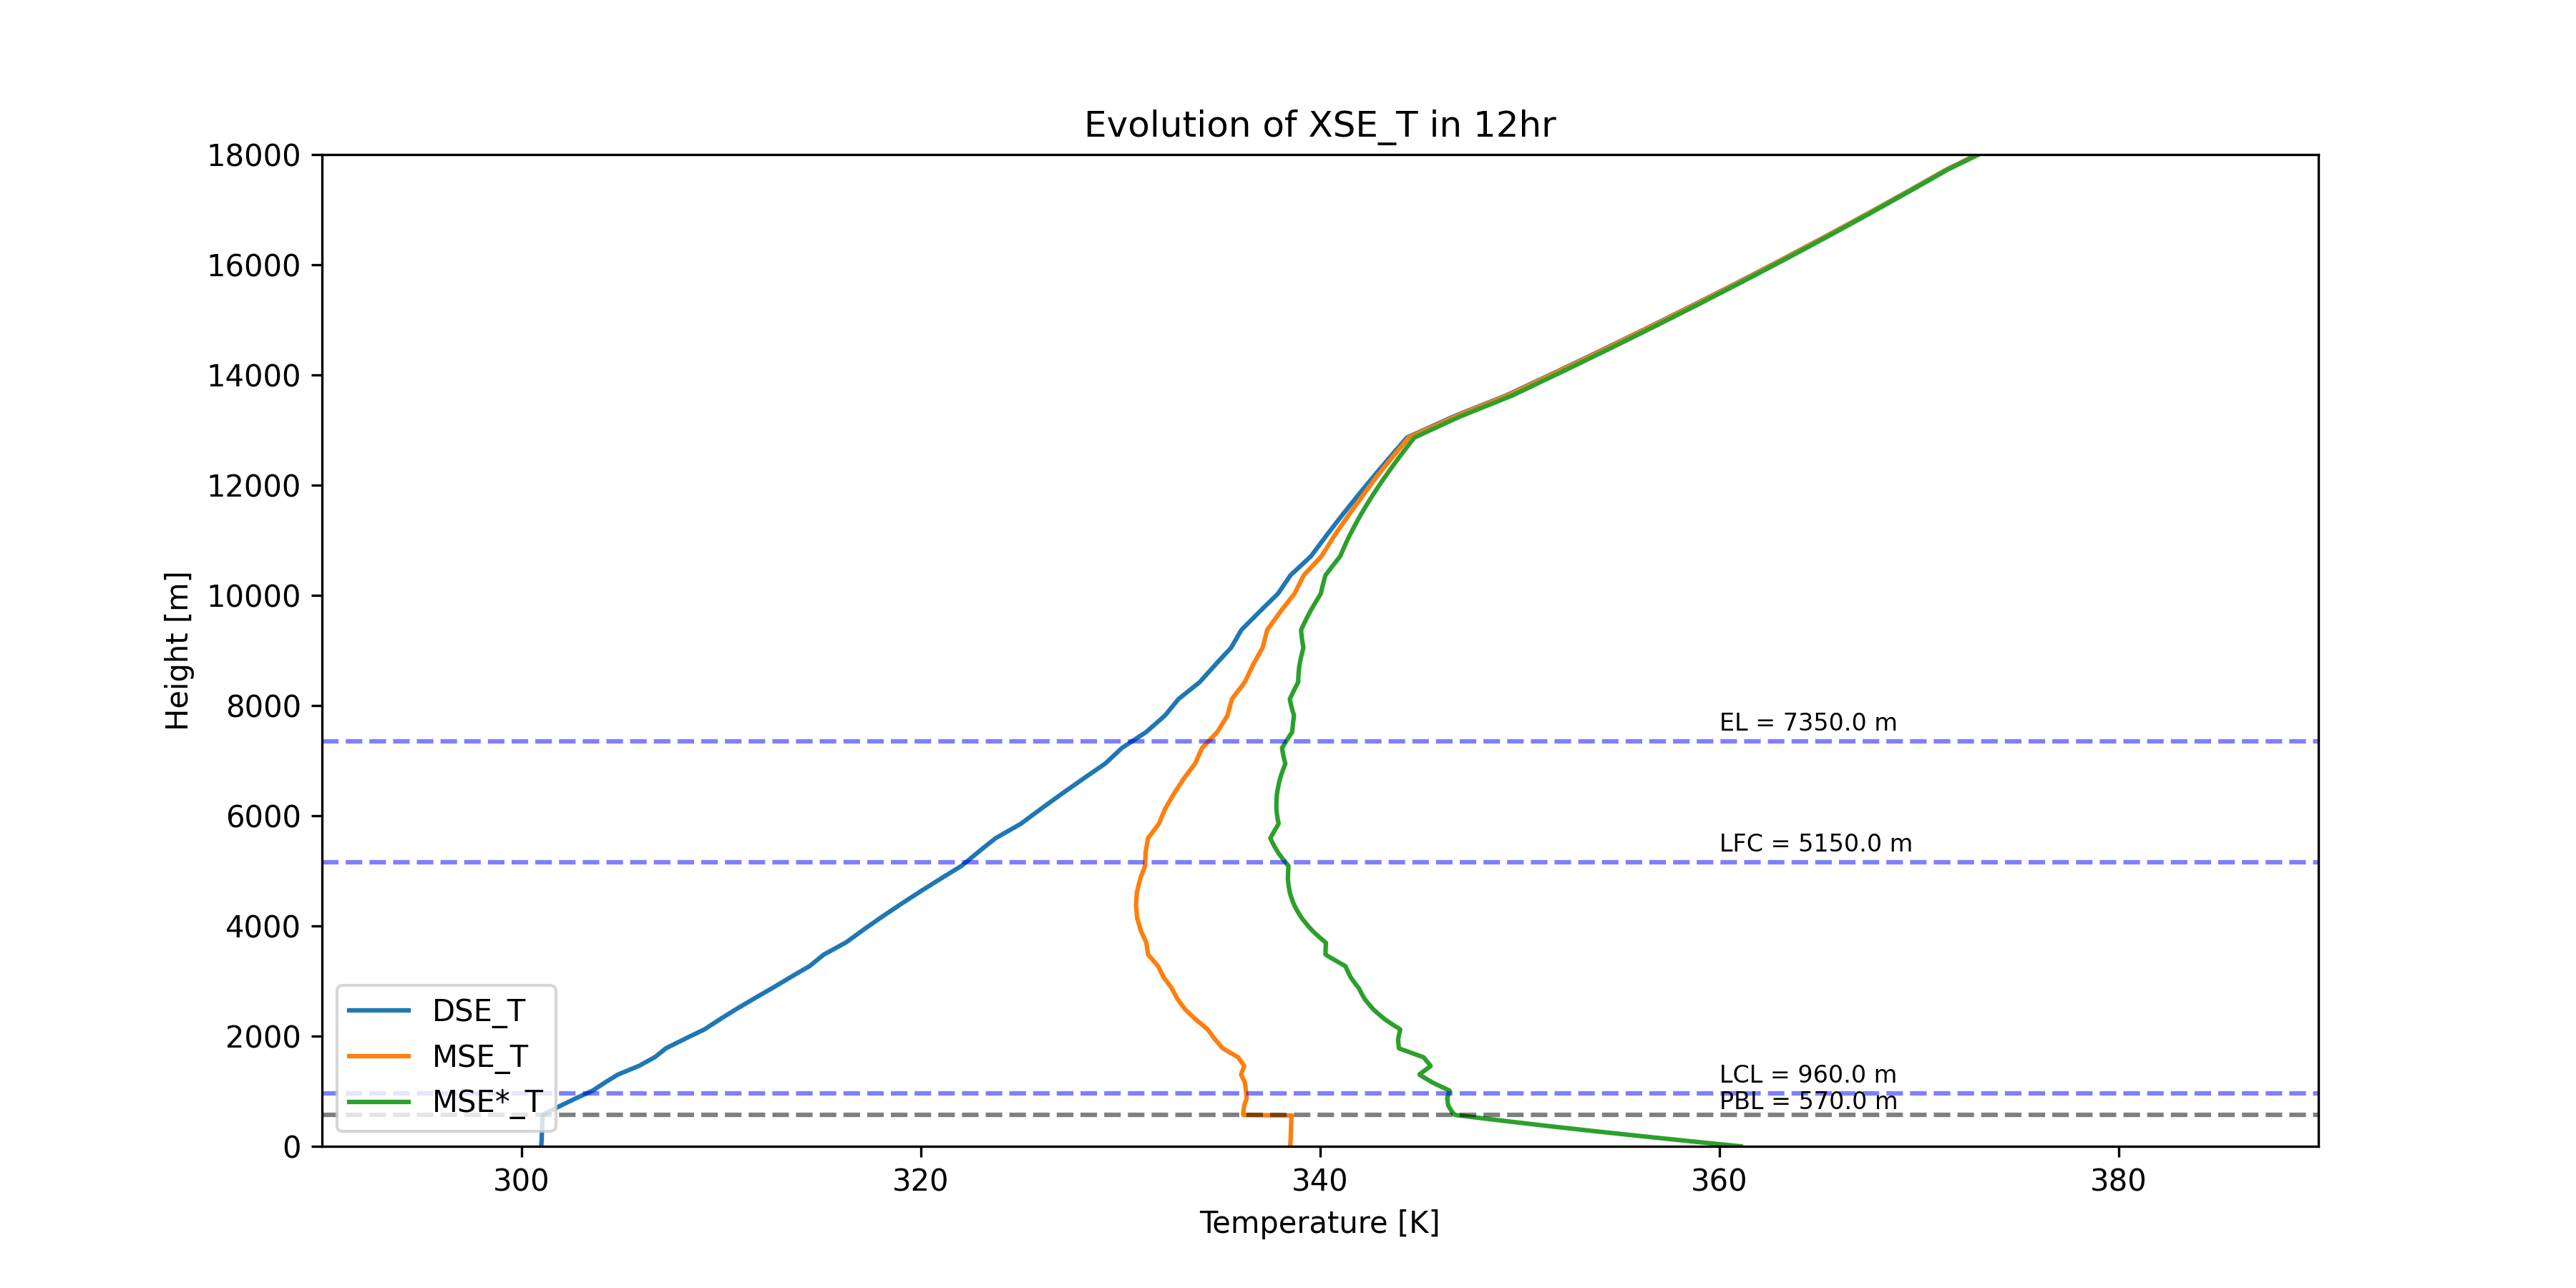 Evolution of XSE_T in 12hr
18000
16000
14000
12000
10000
8000
6000
4000
2000
0
Height [m]
EL = 7350.0 m
LFC = 5150.0 m
LCL = 960.0 m
PBL = 570.0 m
DSE_T
MSE_T
MSE*_T
300 320 340 360 380
Temperature [K]